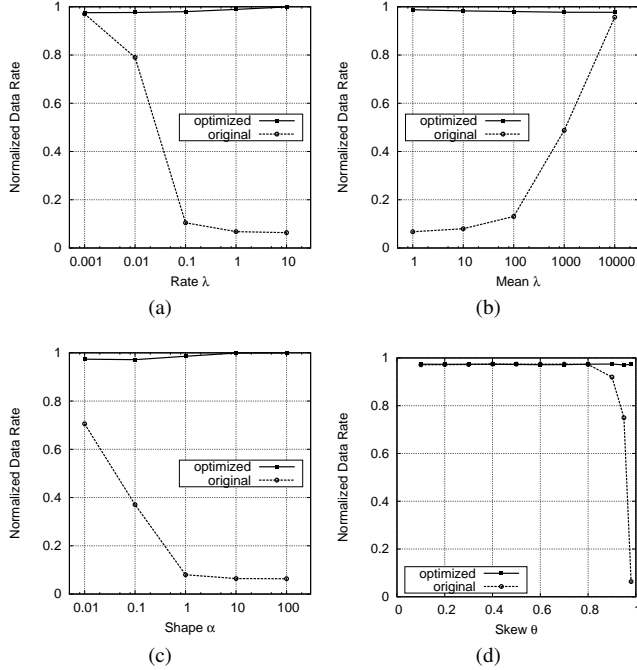 Normalized Data Rate
1
0.8
0.6
0.4
0.2
0
optimized
original
0.001 0.01 0.1 1 10
Rate λ
(a)
Normalized Data Rate
1
0.8
0.6
0.4
0.2
0
optimized
original
1 10 100 1000 10000
Mean λ
(b)
Normalized Data Rate
1
0.8
0.6
0.4
0.2
0
optimized
original
0.01 0.1 1 10 100
Shape α
(c)
Normalized Data Rate
1
0.8
0.6
0.4
0.2
0
optimized
original
0 0.2 0.4 0.6 0.8 1
Skew θ
(d)